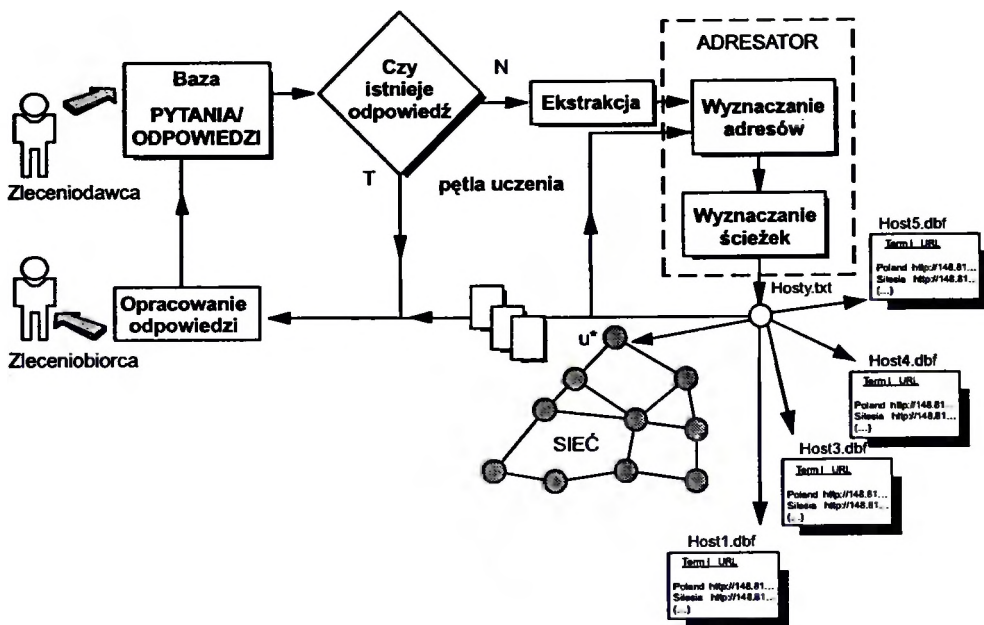 Baza
PYTANIA/
ODPOWIEDZI
Czy
istnieje
odpowiedź
N
T
Ekstrakcja
ADRESATOR
Wyznaczanie
adresów
Wyznaczanie
ścieżek
Zleceniodawca
pętla uczenia
Opracowanie
odpowiedzi
Zleceniobiorca
Hosty.txt
u*
SIEĆ
Host5.dbf
Term I URL
Poland http://148.81...
Silesia http://148.81...
(...)
Host4.dbf
Term I URL
Poland http://148.81...
Silesia http://148.81...
(...)
Host3.dbf
Term I URL
Poland http://148.81...
Silesia http://148.81...
(...)
Host1.dbf
Term I URL
Poland http://148.81...
Silesia http://148.81...
(...)